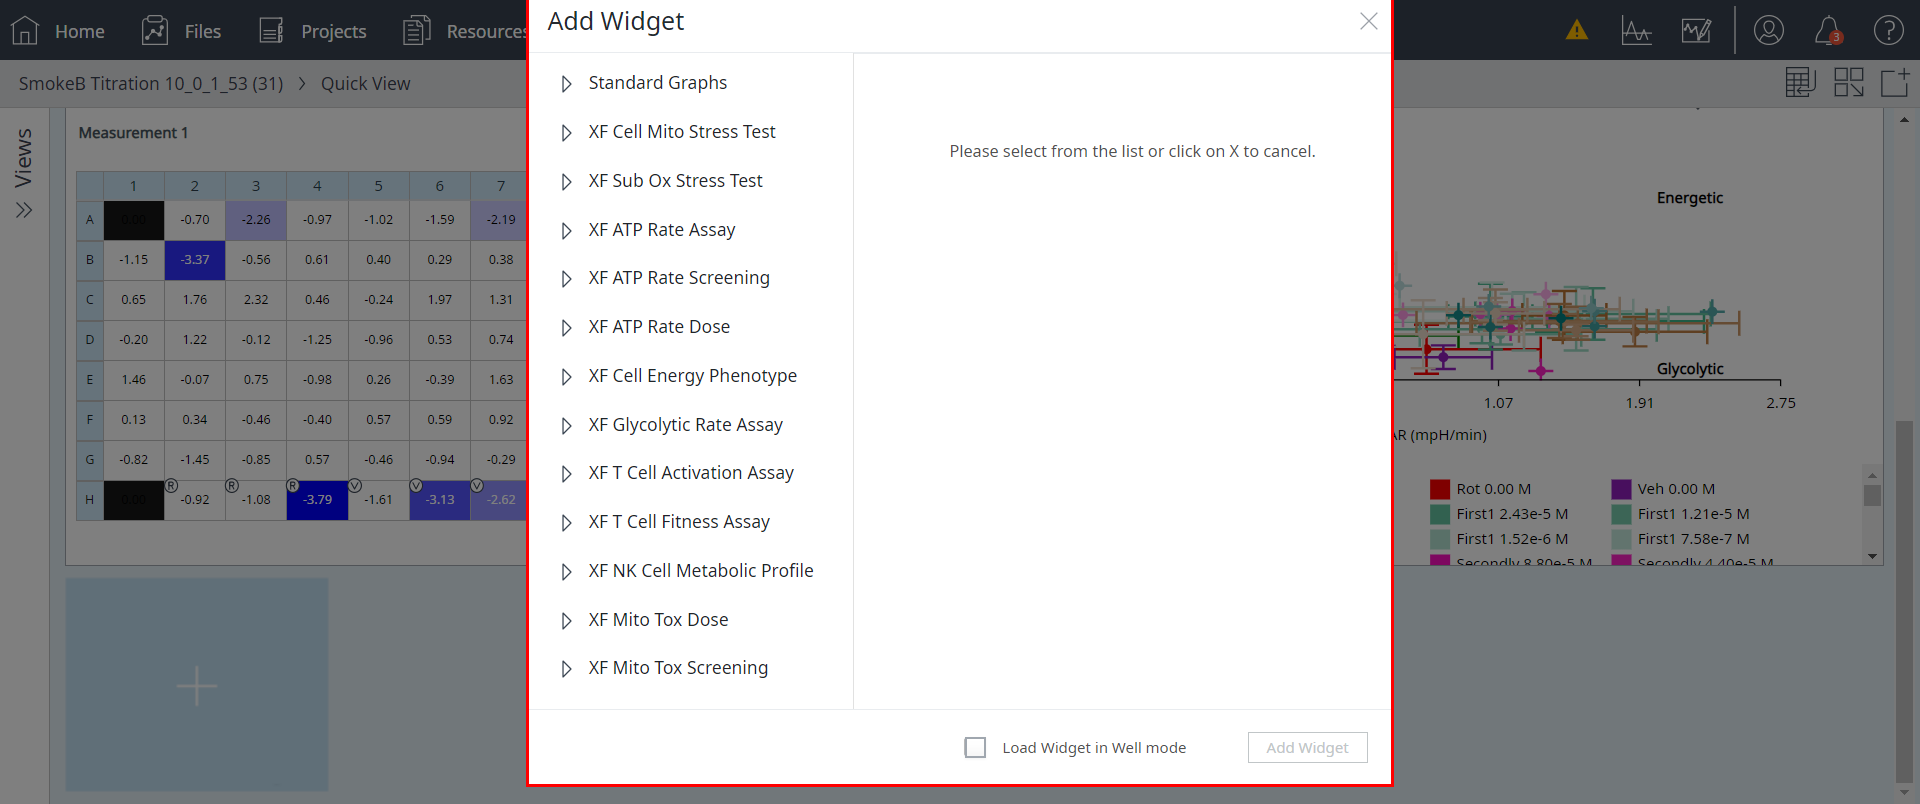 Home Files Projects Resources
Add Widget
3
SmokeB Titration 10_0_1_53 (31) > Quick View
Views
Measurement 1
1 2 3 4 5 6 7
A 0.00 -0.70 -2.26 -0.97 -1.02 -1.59 -2.19
B -1.15 -3.37 -0.56 0.61 0.40 0.29 0.38
C 0.65 1.76 2.32 0.46 -0.24 1.97 1.31
D -0.20 1.22 -0.12 -1.25 -0.96 0.53 0.74
E 1.46 -0.07 0.75 -0.98 0.26 -0.39 1.63
F 0.13 0.34 -0.46 -0.40 0.57 0.59 0.92
G -0.82 -1.45 -0.85 0.57 -0.46 -0.94 -0.29
R R R V V V
H 0.00 -0.92 -1.08 -3.79 -1.61 -3.13 -2.62
Standard Graphs
XF Cell Mito Stress Test
XF Sub Ox Stress Test
XF ATP Rate Assay
XF ATP Rate Screening
XF ATP Rate Dose
XF Cell Energy Phenotype
XF Glycolytic Rate Assay
XF T Cell Activation Assay
XF T Cell Fitness Assay
XF NK Cell Metabolic Profile
XF Mito Tox Dose
XF Mito Tox Screening
Please select from the list or click on X to cancel.
Load Widget in Well mode
Add Widget
Energetic
Glycolytic
1.07 1.91 2.75
AR (mpH/min)
Rot 0.00 M Veh 0.00 M
First1 2.43e-5 M First1 1.21e-5 M
First1 1.52e-6 M First1 7.58e-7 M
Secondly 8.80e-5 M Secondly 4.40e-5 M